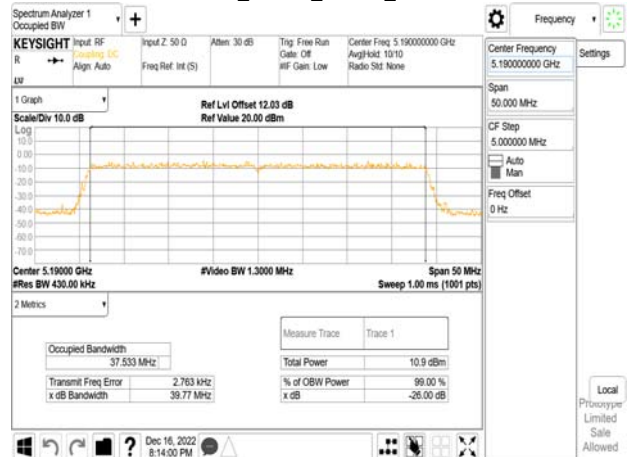 Spectrum Analyzer 1
Occupied BW
+
Frequency
KEYSIGHT
R
LXI
Input: RF
Coupling: DC
Align: Auto
Input Z: 50 Ω
Freq Ref: Int (S)
Atten: 30 dB
Trig: Free Run
Gate: Off
#IF Gain: Low
Center Freq: 5.190000000 GHz
Avg|Hold: 10/10
Radio Std: None
Center Frequency
5.190000000 GHz
Settings
Span
50.000 MHz
CF Step
5.000000 MHz
Auto
Man
Freq Offset
0 Hz
1 Graph
Scale/Div 10.0 dB
Ref Lvl Offset 12.03 dB
Ref Value 20.00 dBm
Log
10.0
0.00
-10.0
-20.0
-30.0
-40.0
-50.0
-60.0
-70.0
Center 5.19000 GHz
#Res BW 430.00 kHz
#Video BW 1.3000 MHz
Span 50 MHz
Sweep 1.00 ms (1001 pts)
2 Metrics
Measure Trace
Trace 1
Occupied Bandwidth
37.533 MHz
Total Power
10.9 dBm
Transmit Freq Error
2.763 kHz
% of OBW Power
99.00 %
x dB Bandwidth
39.77 MHz
x dB
-26.00 dB
Local
Prototype
Limited
Sale
Allowed
?
Dec 16, 2022
8:14:00 PM